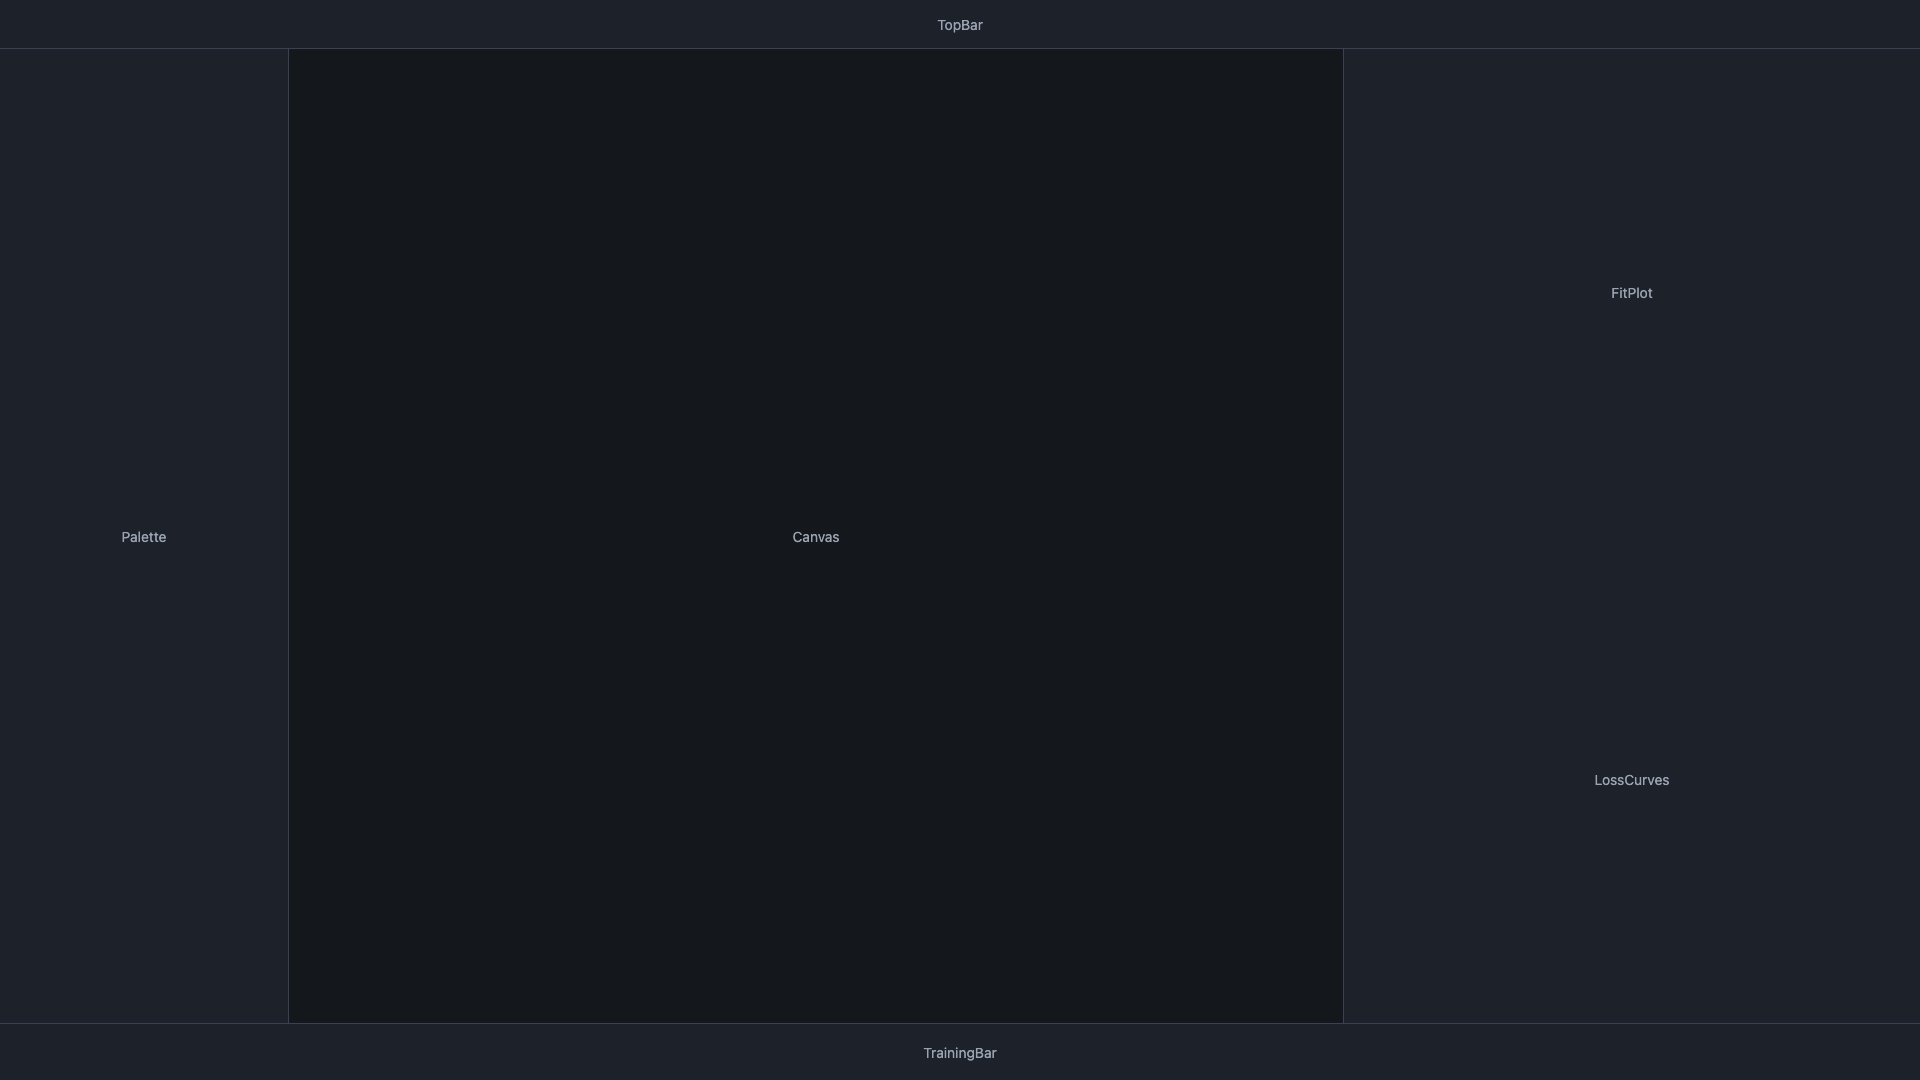 TopBar
Palette
Canvas
FitPlot
LossCurves
TrainingBar